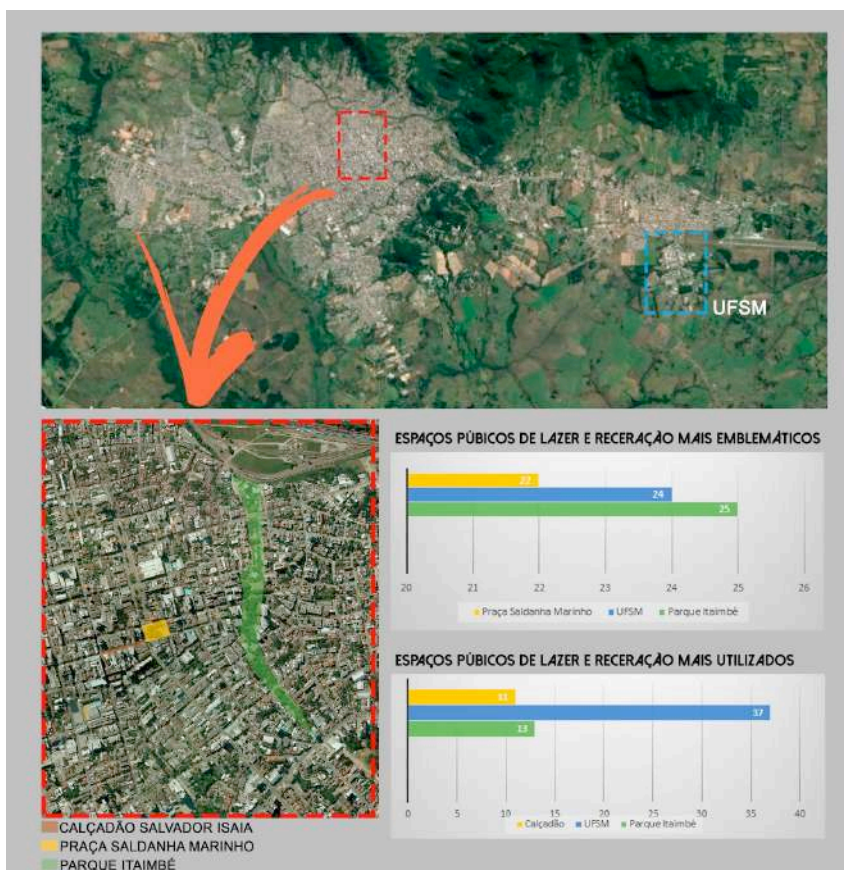 UFSM
ESPAÇOS PÚBICOS DE LAZER E RECERAÇÃO MAIS EMBLEMÁTICOS
22
24
25
20 21 22 23 24 25 26
Praça Saldanha Marinho UFSM Parque Itaimbé
ESPAÇOS PÚBICOS DE LAZER E RECERAÇÃO MAIS UTILIZADOS
11
37
13
0 5 10 15 20 25 30 35 40
Calçadão UFSM Parque Itaimbé
CALÇADÃO SALVADOR ISAIA
PRAÇA SALDANHA MARINHO
PARQUE ITAIMBÉ